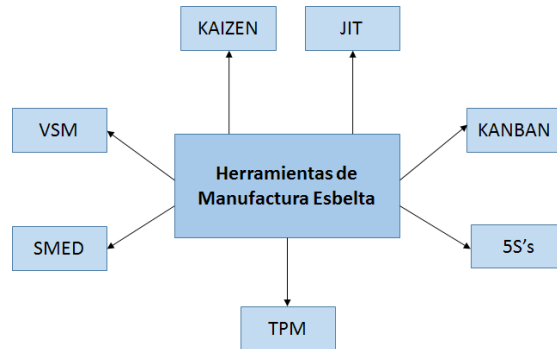 KAIZEN
JIT
VSM
KANBAN
Herramientas de
Manufactura Esbelta
SMED
5S's
TPM